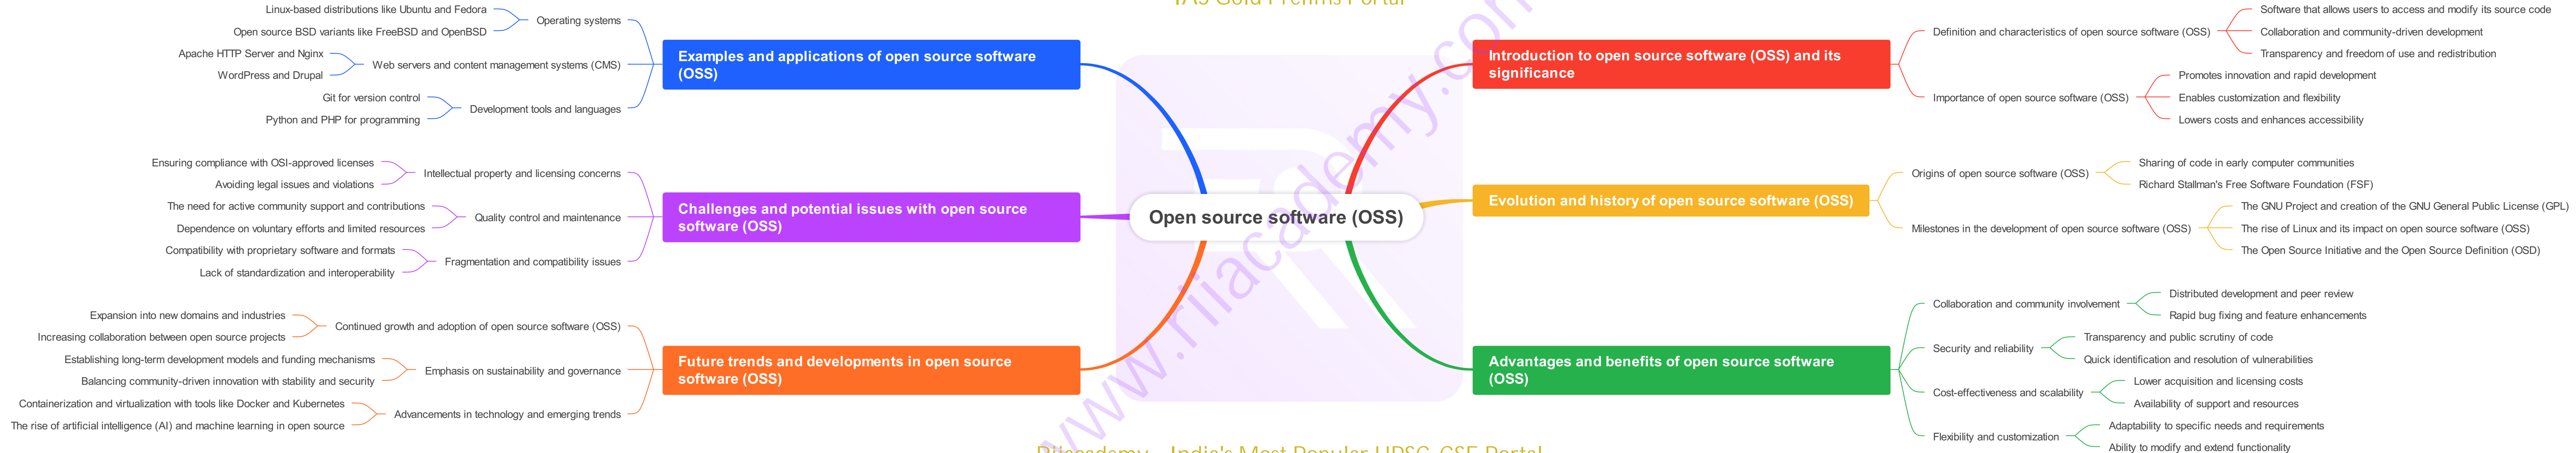 IAS Gold Prelims Portal
Open source software (OSS)
Introduction to open source software (OSS) and its
significance
Definition and characteristics of open source software (OSS)
Software that allows users to access and modify its source code
Collaboration and community-driven development
Transparency and freedom of use and redistribution
Importance of open source software (OSS)
Promotes innovation and rapid development
Enables customization and flexibility
Lowers costs and enhances accessibility
Evolution and history of open source software (OSS)
Origins of open source software (OSS)
Sharing of code in early computer communities
Richard Stallman's Free Software Foundation (FSF)
Milestones in the development of open source software (OSS)
The GNU Project and creation of the GNU General Public License (GPL)
The rise of Linux and its impact on open source software (OSS)
The Open Source Initiative and the Open Source Definition (OSD)
Advantages and benefits of open source software
(OSS)
Collaboration and community involvement
Distributed development and peer review
Rapid bug fixing and feature enhancements
Security and reliability
Transparency and public scrutiny of code
Quick identification and resolution of vulnerabilities
Cost-effectiveness and scalability
Lower acquisition and licensing costs
Availability of support and resources
Flexibility and customization
Adaptability to specific needs and requirements
Ability to modify and extend functionality
Examples and applications of open source software
(OSS)
Operating systems
Linux-based distributions like Ubuntu and Fedora
Open source BSD variants like FreeBSD and OpenBSD
Web servers and content management systems (CMS)
Apache HTTP Server and Nginx
WordPress and Drupal
Development tools and languages
Git for version control
Python and PHP for programming
Challenges and potential issues with open source
software (OSS)
Intellectual property and licensing concerns
Ensuring compliance with OSI-approved licenses
Avoiding legal issues and violations
Quality control and maintenance
The need for active community support and contributions
Dependence on voluntary efforts and limited resources
Fragmentation and compatibility issues
Compatibility with proprietary software and formats
Lack of standardization and interoperability
Future trends and developments in open source
software (OSS)
Continued growth and adoption of open source software (OSS)
Expansion into new domains and industries
Increasing collaboration between open source projects
Emphasis on sustainability and governance
Establishing long-term development models and funding mechanisms
Balancing community-driven innovation with stability and security
Advancements in technology and emerging trends
Containerization and virtualization with tools like Docker and Kubernetes
The rise of artificial intelligence (AI) and machine learning in open source
www.riiacademy.com
Riiacademy - India's Most Popular UPSC-CSE Portal